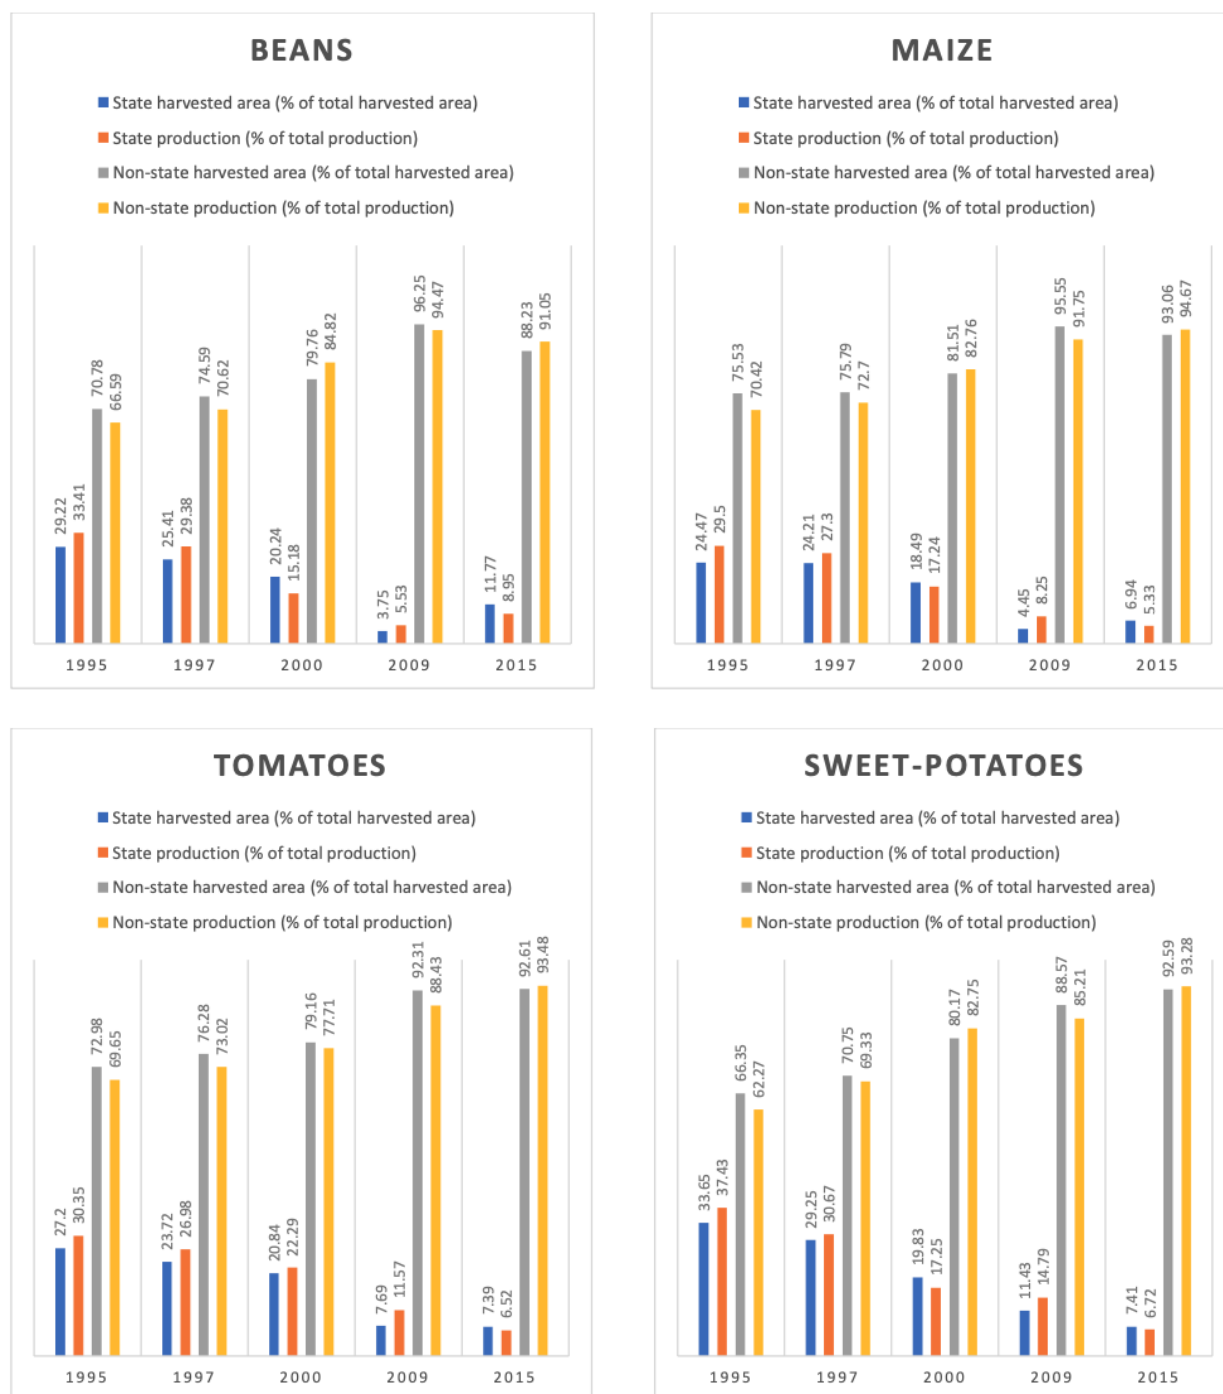 BEANS
State harvested area (% of total harvested area)
State production (% of total production)
Non-state harvested area (% of total harvested area)
Non-state production (% of total production)
29.22 33.41 70.78 66.59
25.41 29.38 74.59 70.62
20.24 15.18 79.76 84.82
3.75 5.53 96.25 94.47
11.77 8.95 88.23 91.05
1995 1997 2000 2009 2015
MAIZE
State harvested area (% of total harvested area)
State production (% of total production)
Non-state harvested area (% of total harvested area)
Non-state production (% of total production)
24.47 29.5 75.53 70.42
24.21 27.3 75.79 72.7
18.49 17.24 81.51 82.76
4.45 8.25 95.55 91.75
6.94 5.33 93.06 94.67
1995 1997 2000 2009 2015
TOMATOES
State harvested area (% of total harvested area)
State production (% of total production)
Non-state harvested area (% of total harvested area)
Non-state production (% of total production)
27.2 30.35 72.98 69.65
23.72 26.98 76.28 73.02
20.84 22.29 79.16 77.71
7.69 11.57 92.31 88.43
7.39 6.52 92.61 93.48
1995 1997 2000 2009 2015
SWEET-POTATOES
State harvested area (% of total harvested area)
State production (% of total production)
Non-state harvested area (% of total harvested area)
Non-state production (% of total production)
33.65 37.43 66.35 62.27
29.25 30.67 70.75 69.33
19.83 17.25 80.17 82.75
11.43 14.79 88.57 85.21
7.41 6.72 92.59 93.28
1995 1997 2000 2009 2015